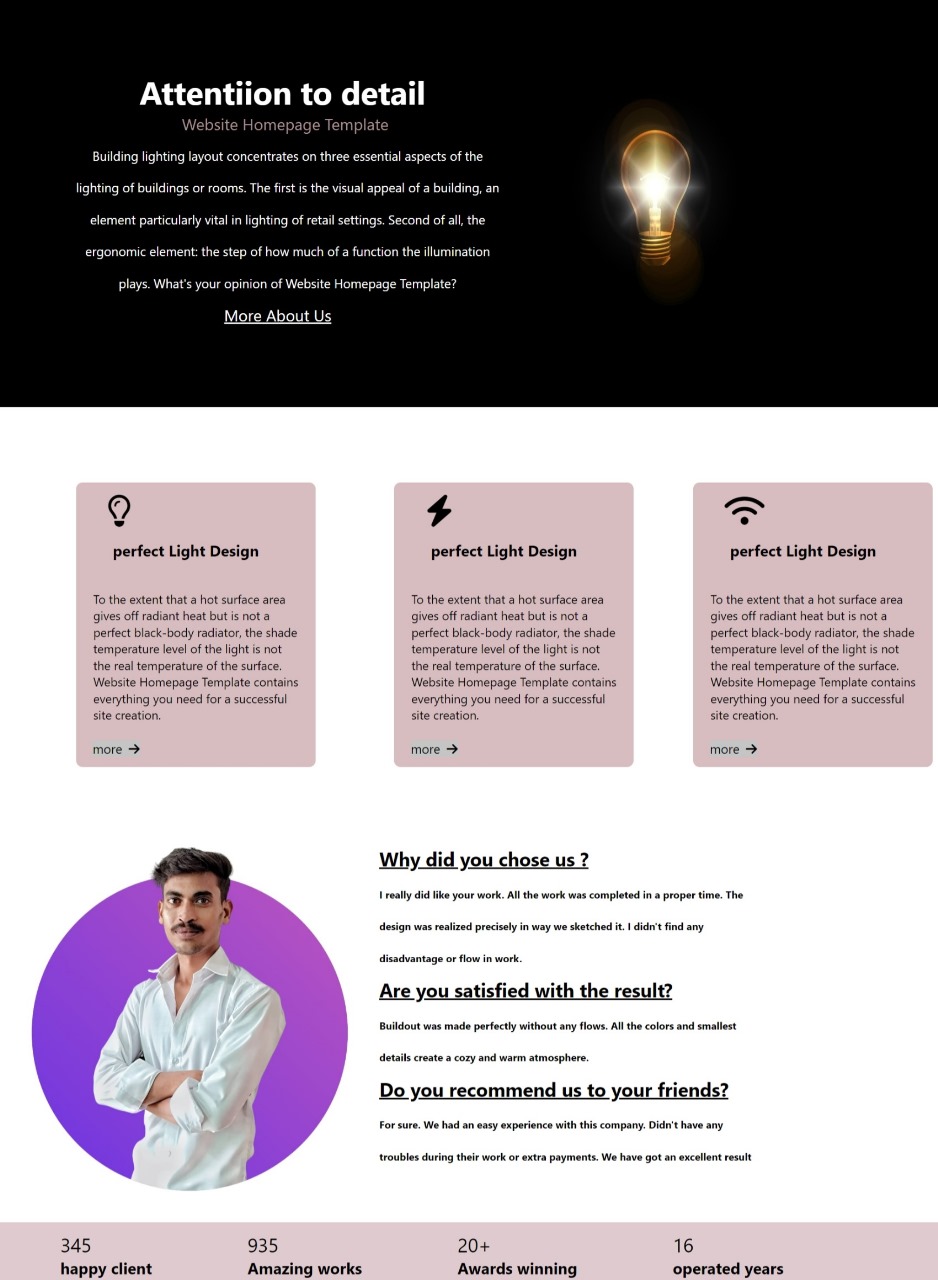 Attentiion to detail
Website Homepage Template
Building lighting layout concentrates on three essential aspects of the
lighting of buildings or rooms. The first is the visual appeal of a building, an
element particularly vital in lighting of retail settings. Second of all, the
ergonomic element: the step of how much of a function the illumination
plays. What's your opinion of Website Homepage Template?
More About Us
perfect Light Design
To the extent that a hot surface area
gives off radiant heat but is not a
perfect black-body radiator, the shade
temperature level of the light is not
the real temperature of the surface.
Website Homepage Template contains
everything you need for a successful
site creation.
more
perfect Light Design
To the extent that a hot surface area
gives off radiant heat but is not a
perfect black-body radiator, the shade
temperature level of the light is not
the real temperature of the surface.
Website Homepage Template contains
everything you need for a successful
site creation.
more
perfect Light Design
To the extent that a hot surface area
gives off radiant heat but is not a
perfect black-body radiator, the shade
temperature level of the light is not
the real temperature of the surface.
Website Homepage Template contains
everything you need for a successful
site creation.
more
Why did you chose us ?
I really did like your work. All the work was completed in a proper time. The
design was realized precisely in way we sketched it. I didn't find any
disadvantage or flow in work.
Are you satisfied with the result?
Buildout was made perfectly without any flows. All the colors and smallest
details create a cozy and warm atmosphere.
Do you recommend us to your friends?
For sure. We had an easy experience with this company. Didn't have any
troubles during their work or extra payments. We have got an excellent result
345
happy client
935
Amazing works
20+
Awards winning
16
operated years